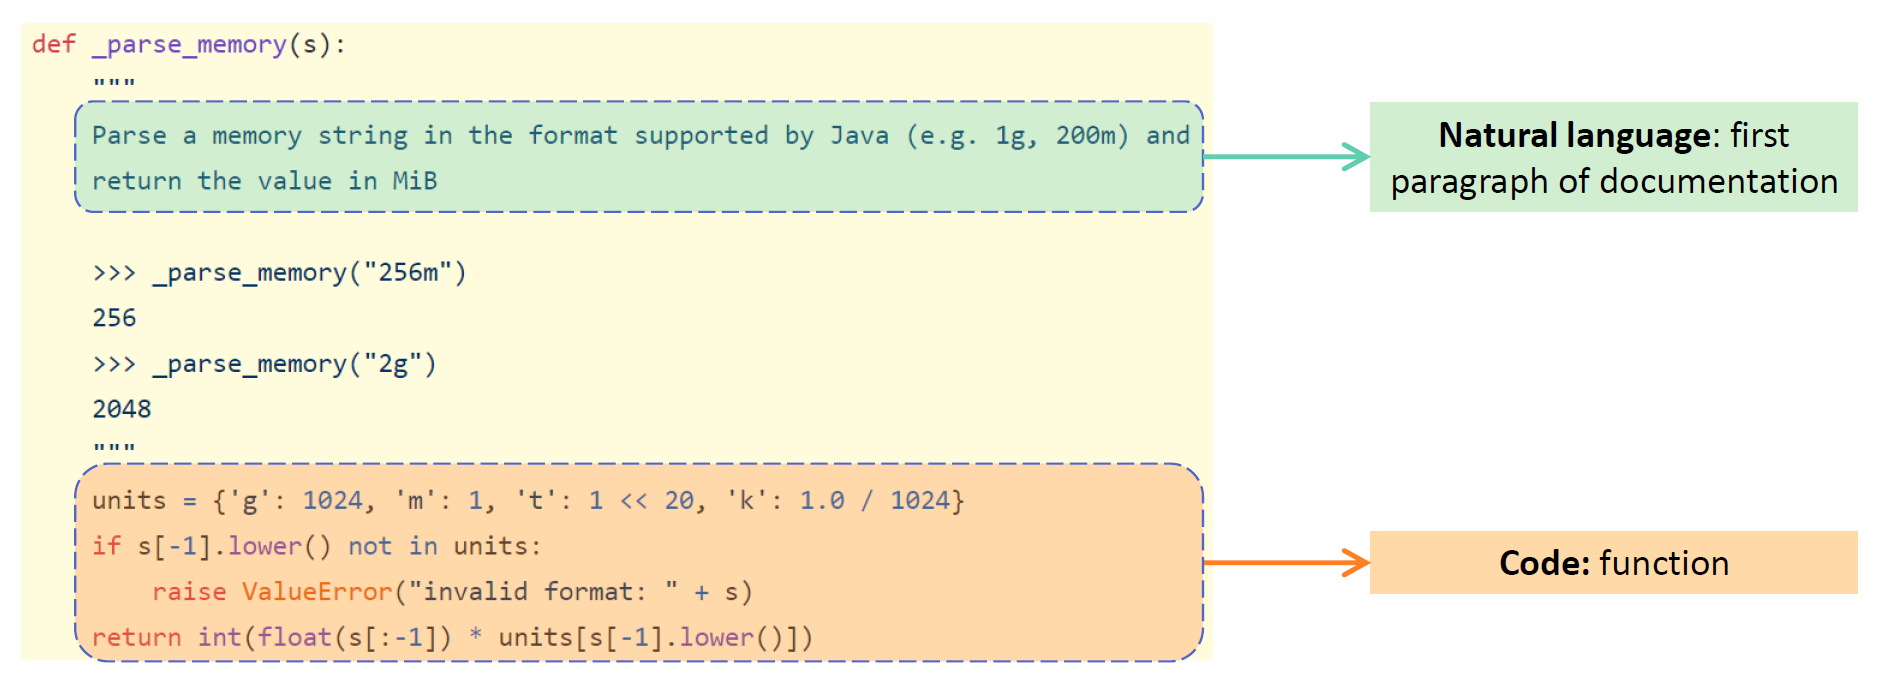 def _parse_memory(s):
"""
Parse a memory string in the format supported by Java (e.g. 1g, 200m) and
return the value in MiB
>>> _parse_memory("256m")
256
>>> _parse_memory("2g")
2048
"""
units = {'g': 1024, 'm': 1, 't': 1 << 20, 'k': 1.0 / 1024}
if s[-1].lower() not in units:
raise ValueError("invalid format: " + s)
return int(float(s[:-1]) * units[s[-1].lower()])
Natural language: first
paragraph of documentation
Code: function